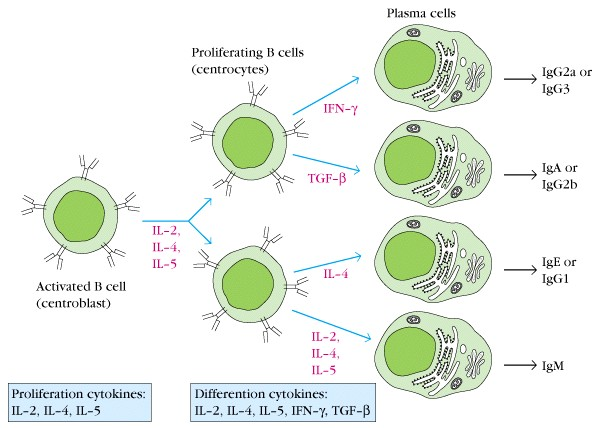 Plasma cells
Proliferating B cells
(centrocytes)
IFN-γ
IgG2a or
IgG3
TGF-β
IgA or
IgG2b
IL-2,
IL-4,
IL-5
Activated B cell
(centroblast)
IL-4
IgE or
IgG1
IL-2,
IL-4,
IL-5
IgM
Proliferation cytokines:
IL-2, IL-4, IL-5
Differention cytokines:
IL-2, IL-4, IL-5, IFN-γ, TGF-β